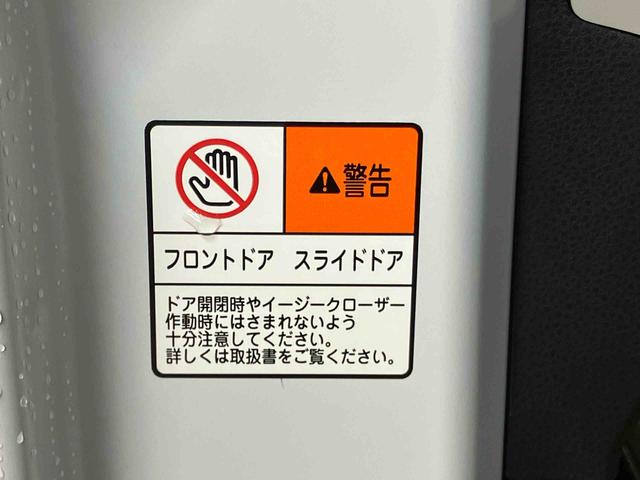 警告
フロントドア スライドドア
ドア開閉時やイージークローザー
作動時にはさまれないよう
十分注意してください。
詳しくは取扱書をご覧ください。